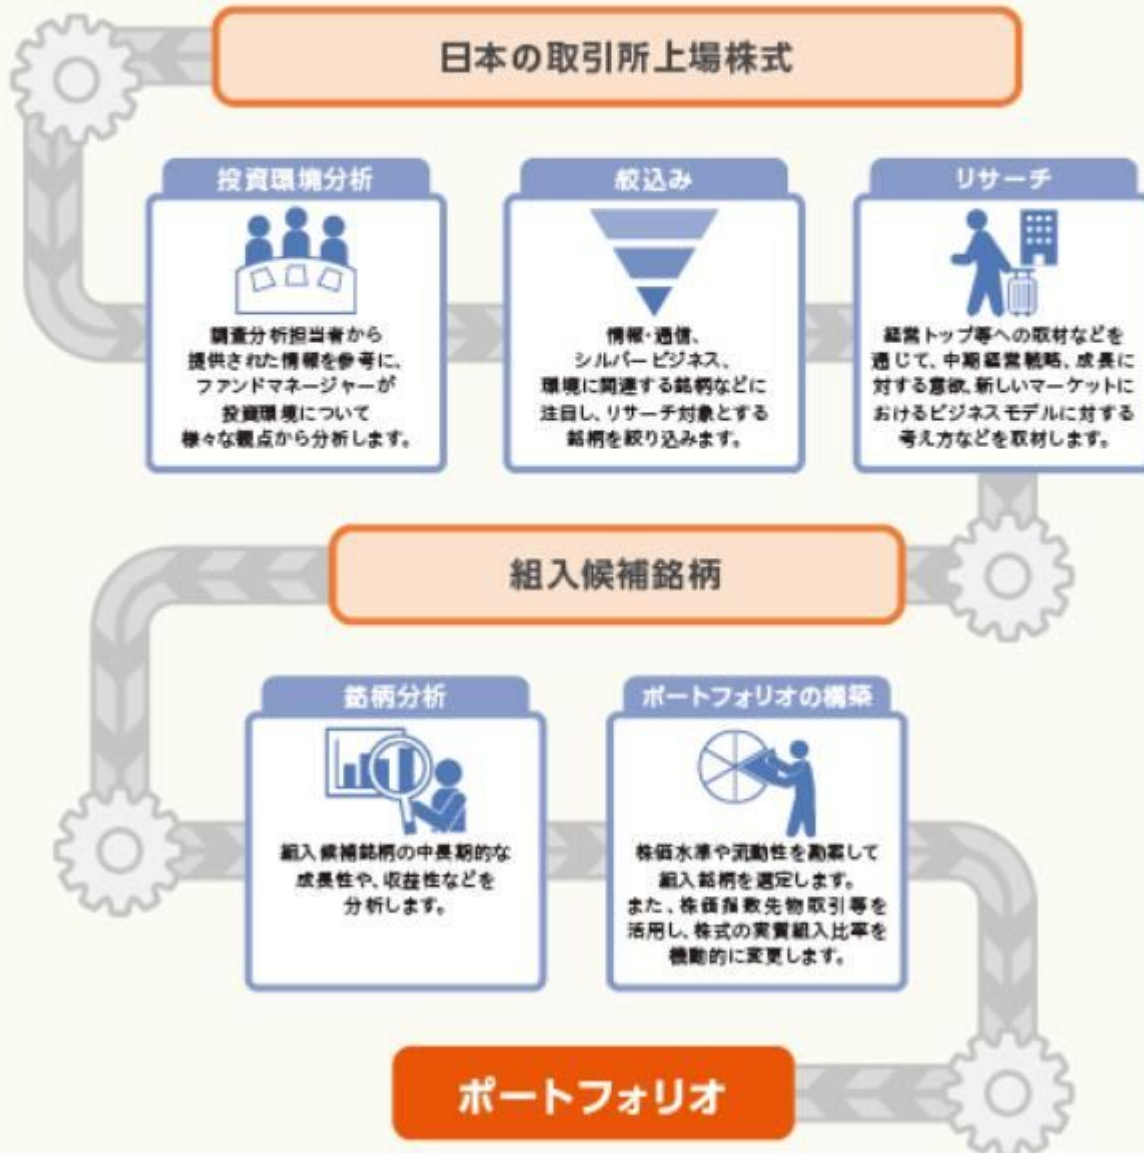 日本の取引所上場株式
投資環境分析
調査分析担当者から
提供された情報を参考に、
ファンドマネージャーが
投資環境について
様々な観点から分析します。
絞込み
情報・通信、
シルバービジネス、
環境に関連する銘柄などに
注目し、リサーチ対象とする
銘柄を絞り込みます。
リサーチ
経営トップ等への取材などを
通じて、中期経営戦略、成長に
対する意欲、新しいマーケットに
おけるビジネスモデルに対する
考え方などを取材します。
組入候補銘柄
銘柄分析
組入候補銘柄の中長期的な
成長性や、収益性などを
分析します。
ポートフォリオの構築
株価水準や流動性を勘案して
組入銘柄を選定します。
また、株価指数先物取引等を
活用し、株式の実質組入比率を
機動的に変更します。
ポートフォリオ